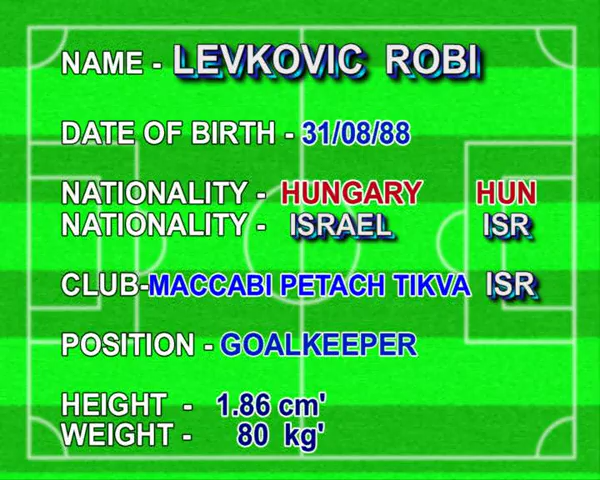 NAME - LEVKOVIC ROBI
DATE OF BIRTH - 31/08/88
NATIONALITY - HUNGARY HUN
NATIONALITY - ISRAEL ISR
CLUB-MACCABI PETACH TIKVA ISR
POSITION - GOALKEEPER
HEIGHT - 1.86 cm'
WEIGHT - 80 kg'